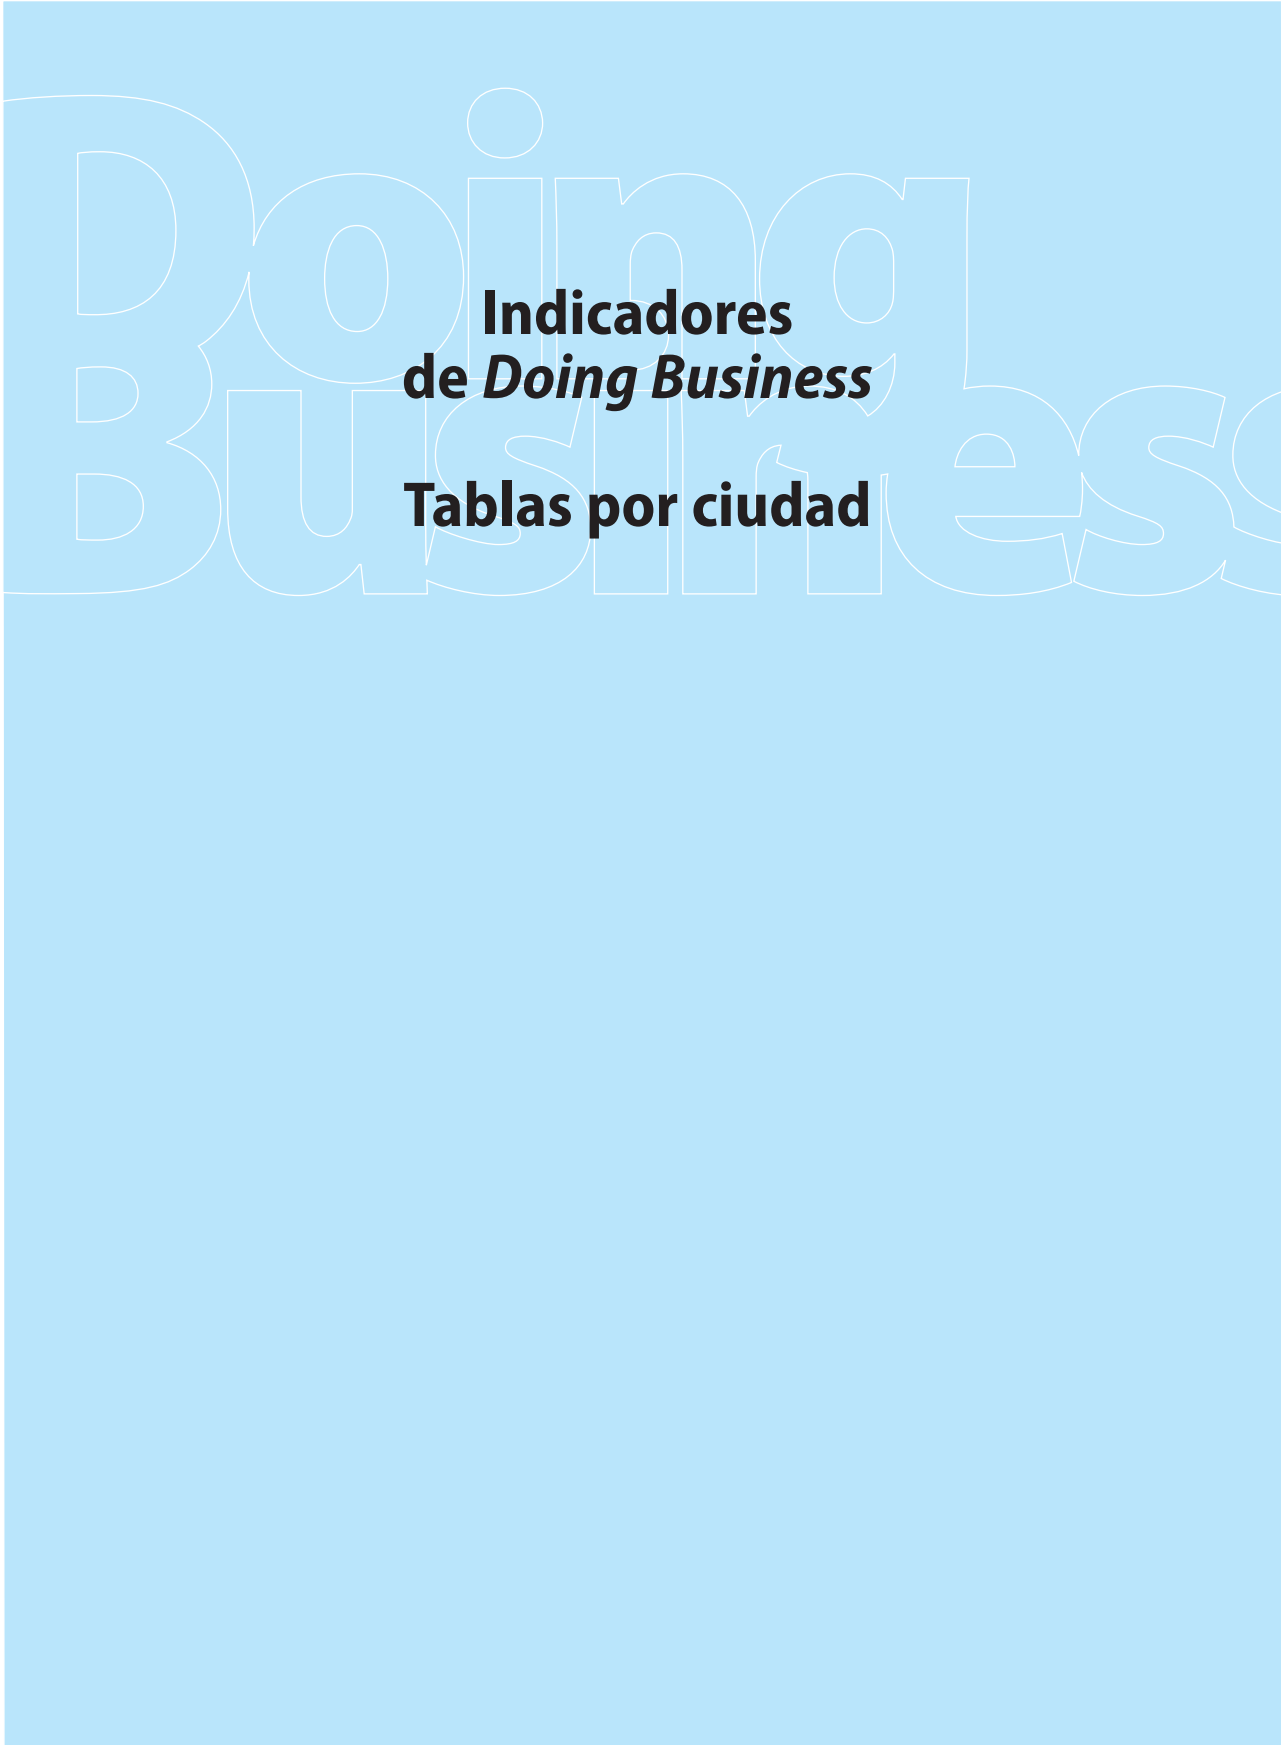 Doing
Business
Indicadores
de Doing Business
Tablas por ciudad